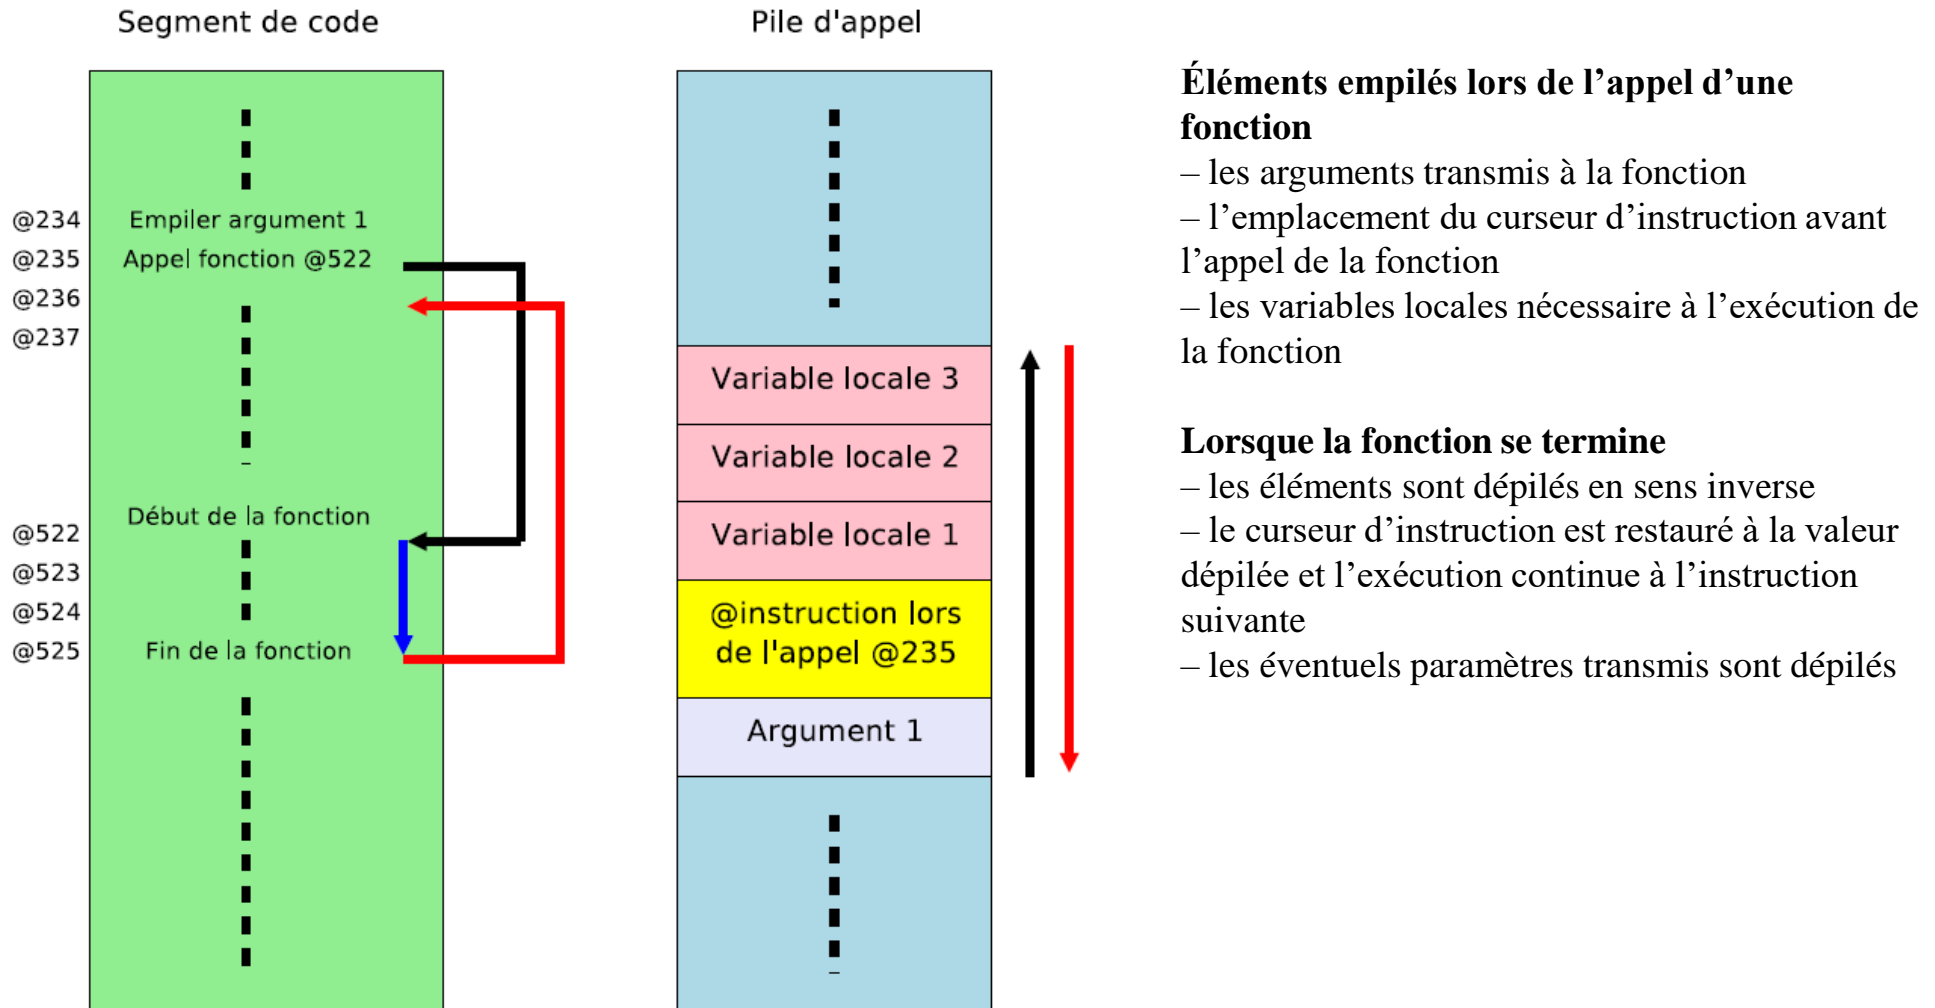 Segment de code
@234 Empiler argument 1
@235 Appel fonction @522
@236
@237
Début de la fonction
@522
@523
@524
@525 Fin de la fonction
Pile d'appel
Variable locale 3
Variable locale 2
Variable locale 1
@instruction lors
de l'appel @235
Argument 1
Éléments empilés lors de l’appel d’une
fonction
– les arguments transmis à la fonction
– l’emplacement du curseur d’instruction avant
l’appel de la fonction
– les variables locales nécessaire à l’exécution de
la fonction
Lorsque la fonction se termine
– les éléments sont dépilés en sens inverse
– le curseur d’instruction est restauré à la valeur
dépilée et l’exécution continue à l’instruction
suivante
– les éventuels paramètres transmis sont dépilés